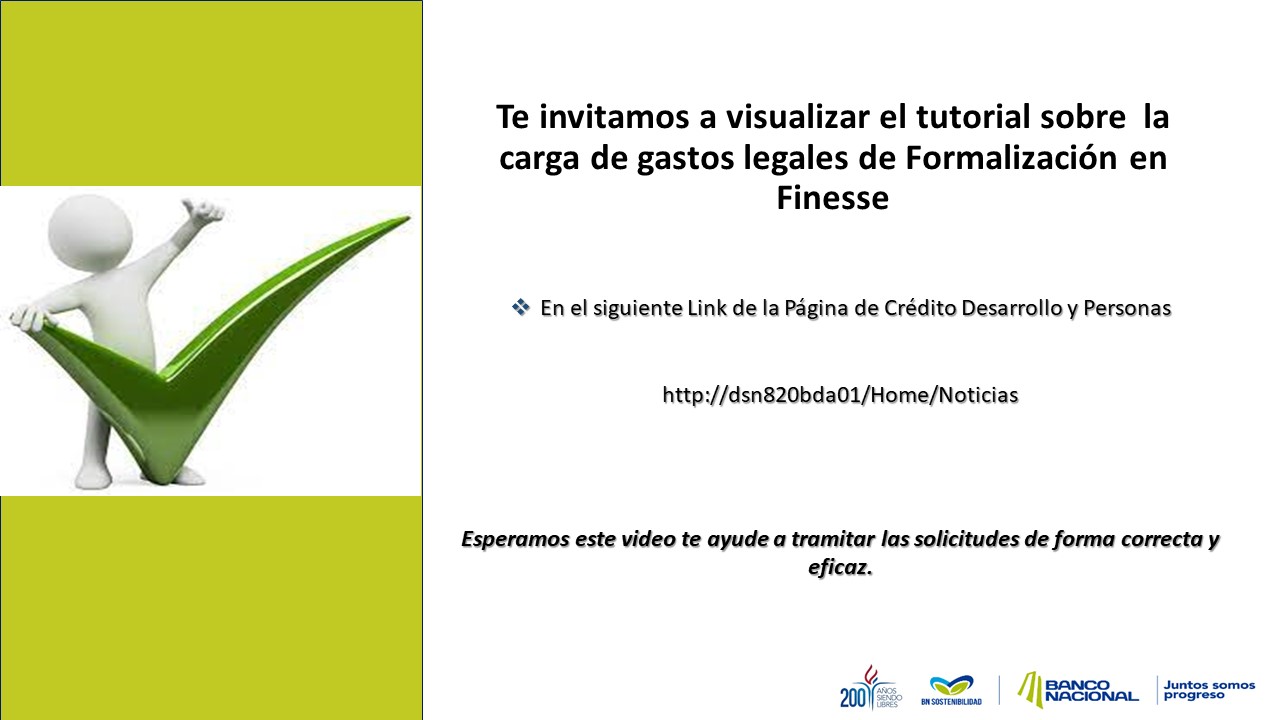 Te invitamos a visualizar el tutorial sobre la
carga de gastos legales de Formalización en
Finesse
❖ En el siguiente Link de la Página de Crédito Desarrollo y Personas
http://dsn820bda01/Home/Noticias
Esperamos este video te ayude a tramitar las solicitudes de forma correcta y
eficaz.
200 AÑOS
SIENDO
LIBRES
BN SOSTENIBILIDAD
BANCO
NACIONAL
Juntos somos
progreso